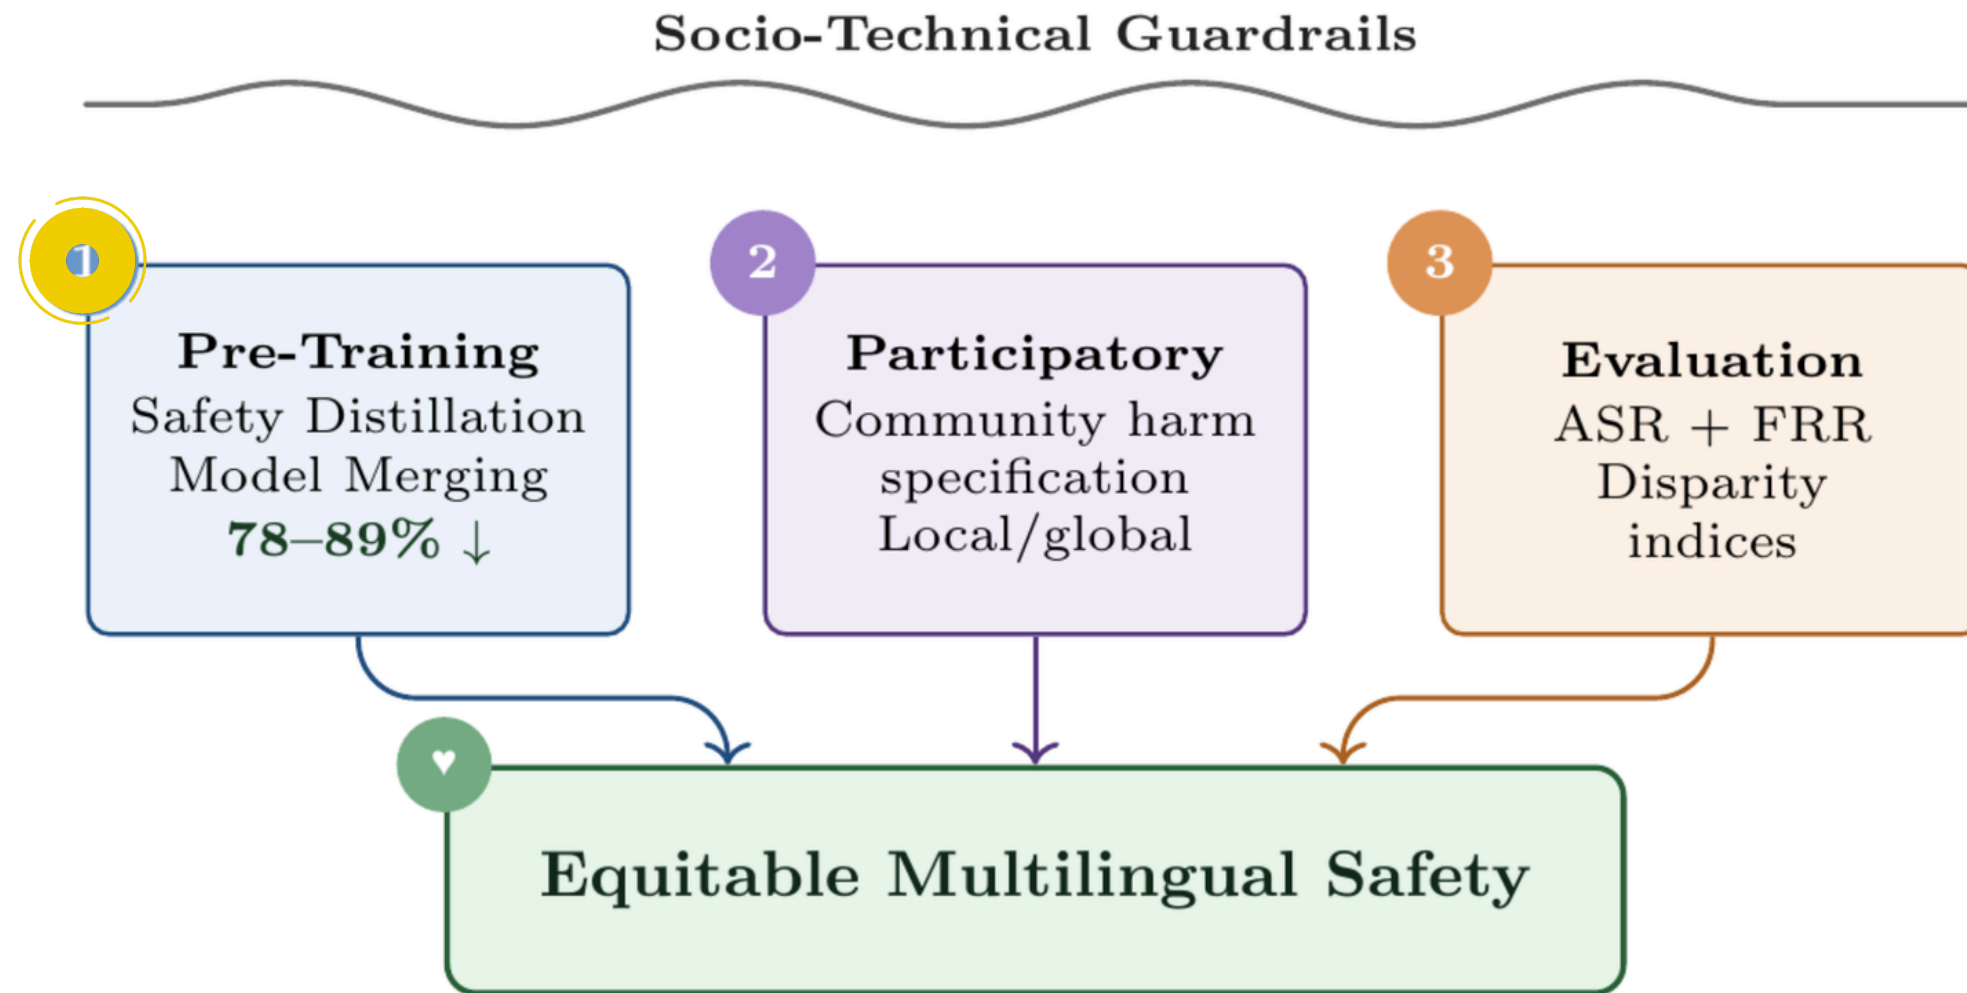 Socio-Technical Guardrails
1
Pre-Training
Safety Distillation
Model Merging
78–89% ↓
2
Participatory
Community harm
specification
Local/global
3
Evaluation
ASR + FRR
Disparity
indices
♥
Equitable Multilingual Safety